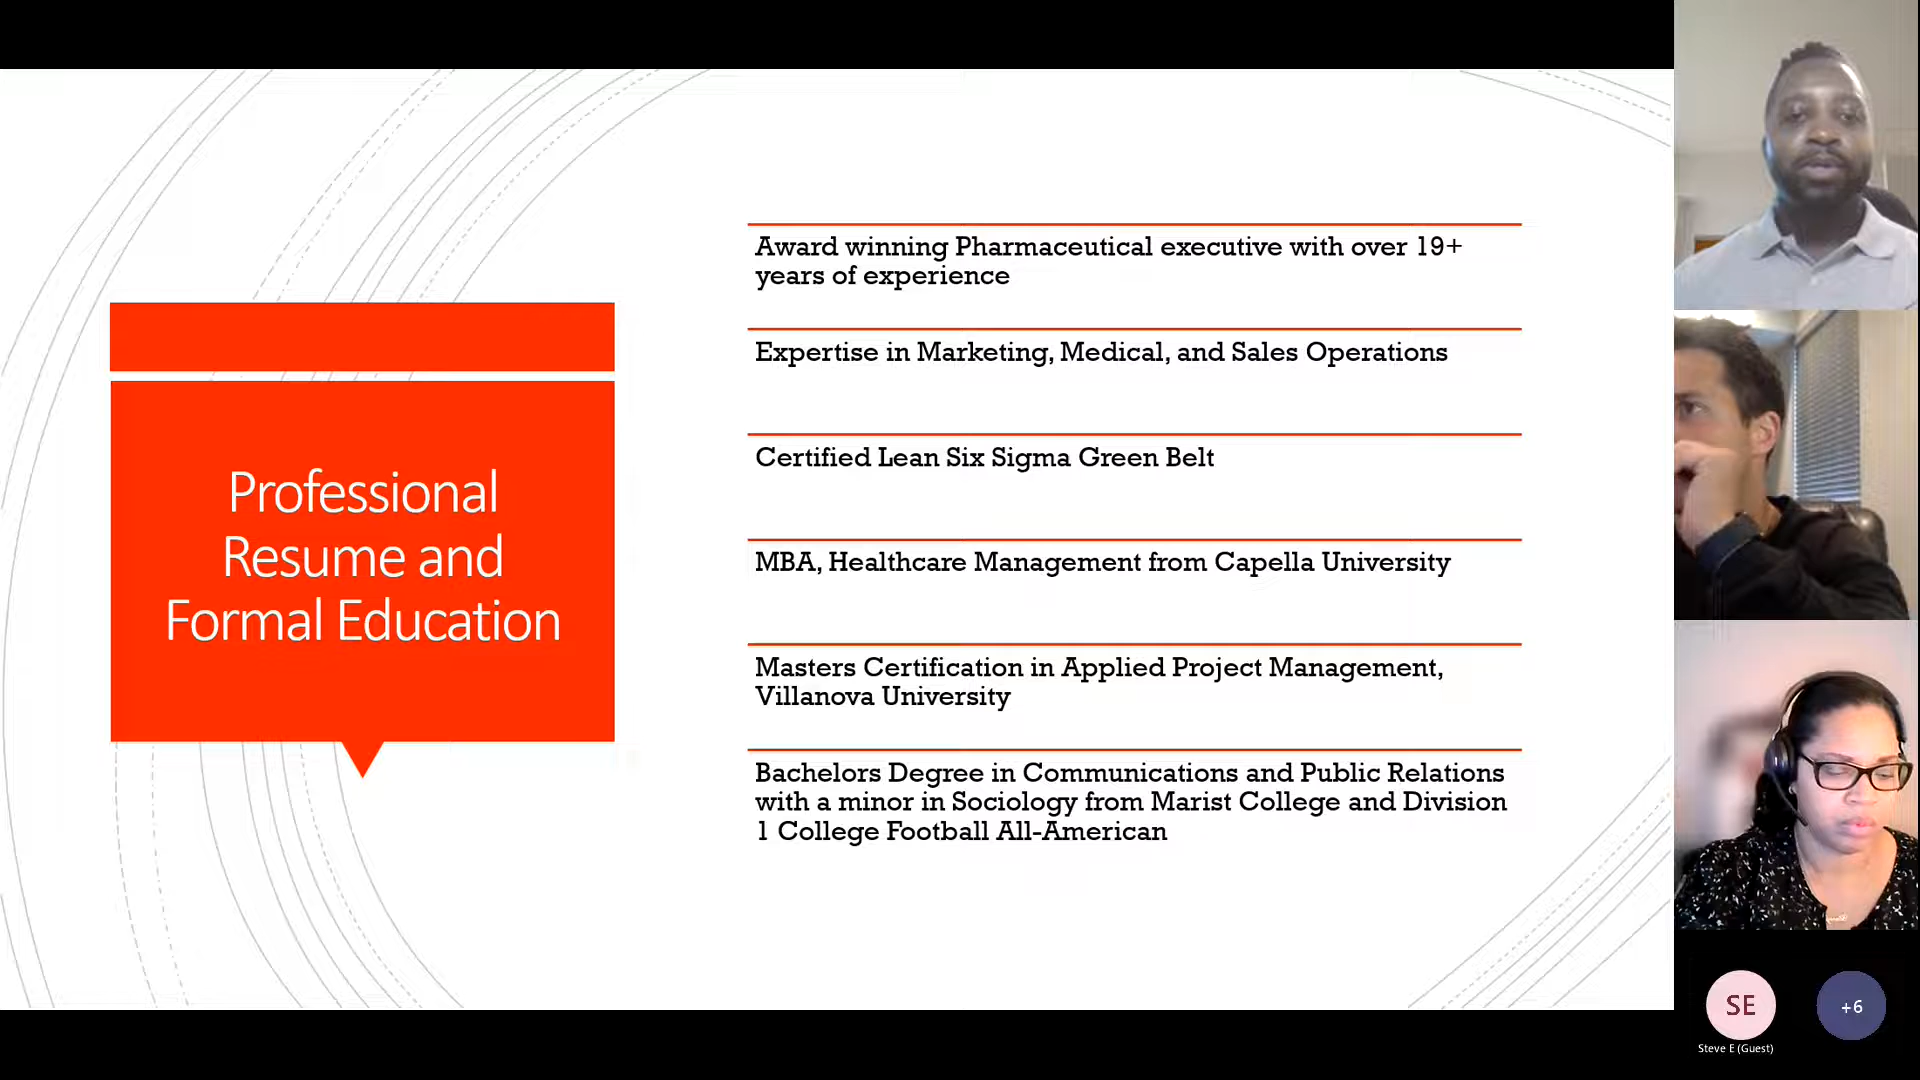 Professional
Resume and
Formal Education
Award winning Pharmaceutical executive with over 19+
years of experience
Expertise in Marketing, Medical, and Sales Operations
Certified Lean Six Sigma Green Belt
MBA, Healthcare Management from Capella University
Masters Certification in Applied Project Management,
Villanova University
Bachelors Degree in Communications and Public Relations
with a minor in Sociology from Marist College and Division
1 College Football All-American
SE
Steve E (Guest)
+6